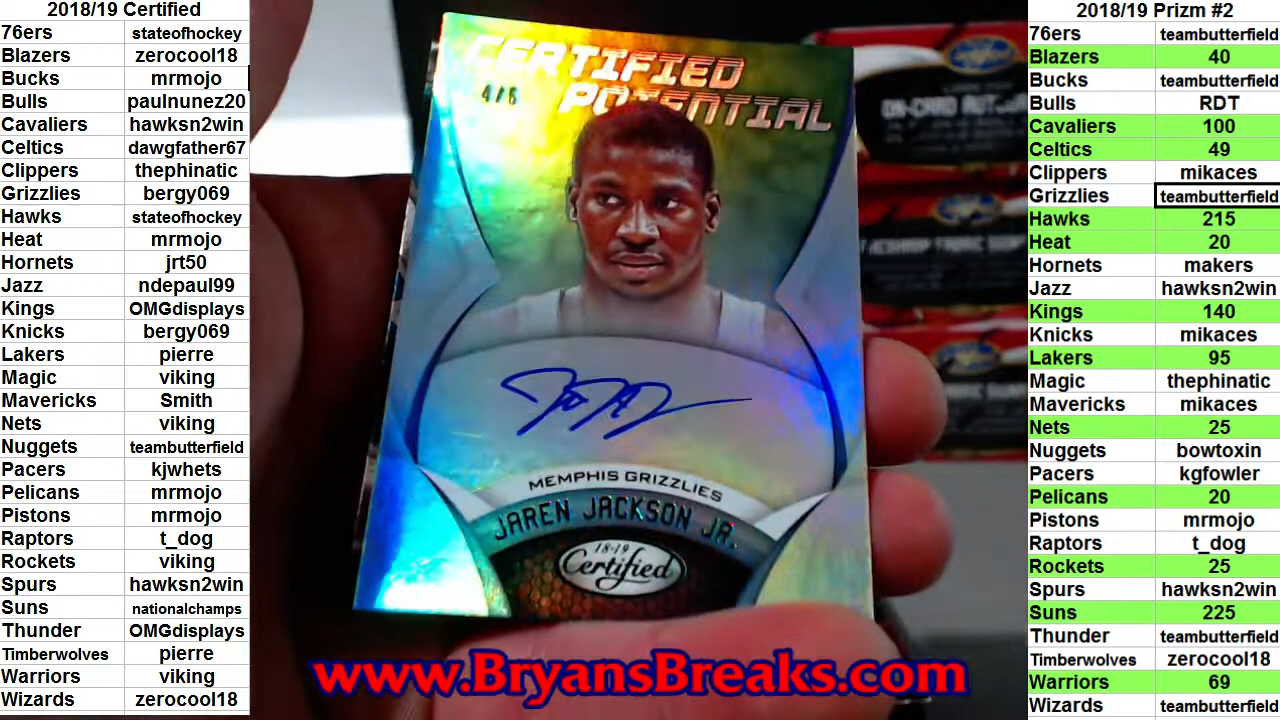 2018/19 Certified
76ers stateofhockey
Blazers zerocool18
Bucks mrmojo
Bulls paulnunez20
Cavaliers hawksn2win
Celtics dawgfather67
Clippers thephinatic
Grizzlies bergy069
Hawks stateofhockey
Heat mrmojo
Hornets jrt50
Jazz ndepaul99
Kings OMGdisplays
Knicks bergy069
Lakers pierre
Magic viking
Mavericks Smith
Nets viking
Nuggets teambutterfield
Pacers kjwhets
Pelicans mrmojo
Pistons mrmojo
Raptors t_dog
Rockets viking
Spurs hawksn2win
Suns nationalchamps
Thunder OMGdisplays
Timberwolves pierre
Warriors viking
Wizards zerocool18
CERTIFIED
POTENTIAL
4/6
MEMPHIS GRIZZLIES
JAREN JACKSON JR.
18-19
Certified
www.BryansBreaks.com
ON-CARD AUTO
2018/19 Prizm #2
76ers teambutterfield
Blazers 40
Bucks teambutterfield
Bulls RDT
Cavaliers 100
Celtics 49
Clippers mikaces
Grizzlies teambutterfield
Hawks 215
Heat 20
Hornets makers
Jazz hawksn2win
Kings 140
Knicks mikaces
Lakers 95
Magic thephinatic
Mavericks mikaces
Nets 25
Nuggets bowtoxin
Pacers kgfowler
Pelicans 20
Pistons mrmojo
Raptors t_dog
Rockets 25
Spurs hawksn2win
Suns 225
Thunder teambutterfield
Timberwolves zerocool18
Warriors 69
Wizards teambutterfield